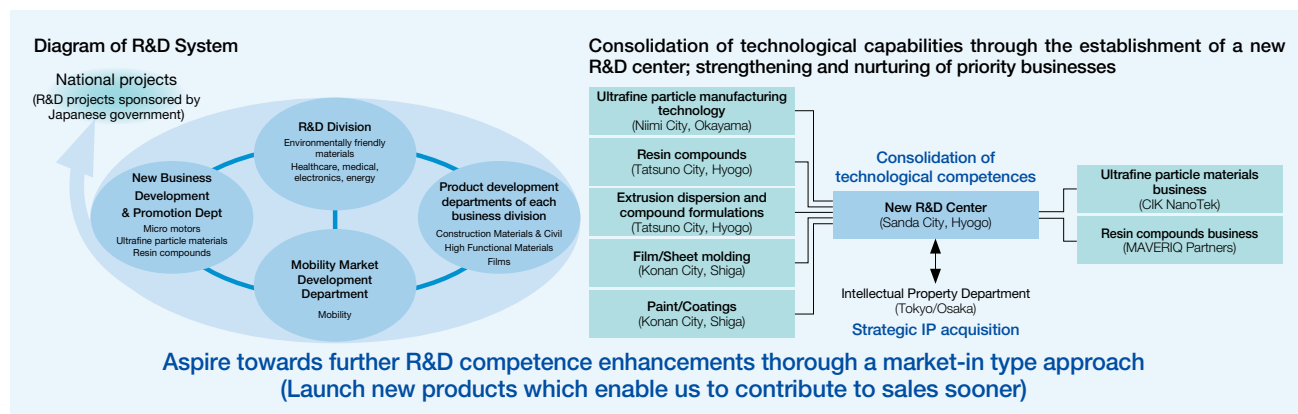 Diagram of R&D System
National projects
(R&D projects sponsored by
Japanese government)
R&D Division
Environmentally friendly
materials
Healthcare, medical,
electronics, energy
New Business
Development
& Promotion Dept
Micro motors
Ultrafine particle materials
Resin compounds
Product development
departments of each
business division
Construction Materials & Civil
High Functional Materials
Films
Mobility Market
Development
Department
Mobility
Consolidation of technological capabilities through the establishment of a new
R&D center; strengthening and nurturing of priority businesses
Ultrafine particle manufacturing
technology
(Niimi City, Okayama)
Resin compounds
(Tatsuno City, Hyogo)
Extrusion dispersion and
compound formulations
(Tatsuno City, Hyogo)
Film/Sheet molding
(Konan City, Shiga)
Paint/Coatings
(Konan City, Shiga)
Consolidation of
technological competences
New R&D Center
(Sanda City, Hyogo)
Intellectual Property Department
(Tokyo/Osaka)
Strategic IP acquisition
Ultrafine particle materials
business
(CIK NanoTek)
Resin compounds business
(MAVERIQ Partners)
Aspire towards further R&D competence enhancements thorough a market-in type approach
(Launch new products which enable us to contribute to sales sooner)